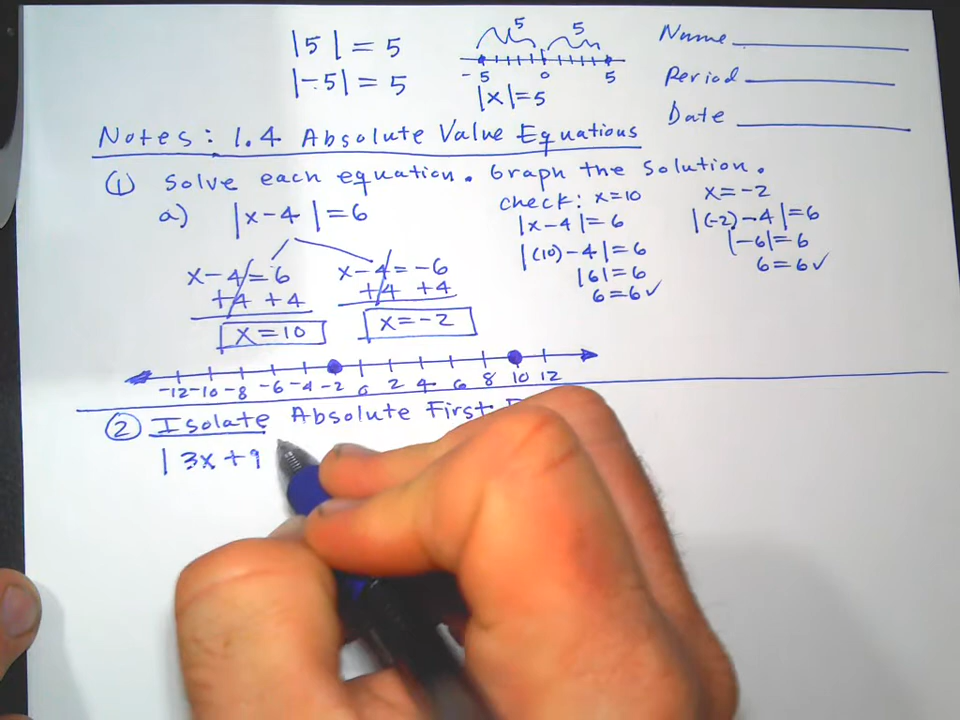 |5| = 5
|-5| = 5
5 5
-5 0 5
|x|=5
Name
Period
Date
Notes: 1.4 Absolute Value Equations
① Solve each equation. Graph the Solution.
a) |x-4|=6
x-4=6
+4 +4
x=10
x-4=-6
+4 +4
x=-2
check: x=10
|x-4|=6
|(10)-4|=6
|6|=6
6=6✓
x=-2
|(-2)-4|=6
|-6|=6
6=6✓
-12 -10 -8 -6 -4 -2 0 2 4 6 8 10 12
② Isolate Absolute First
|3x+9